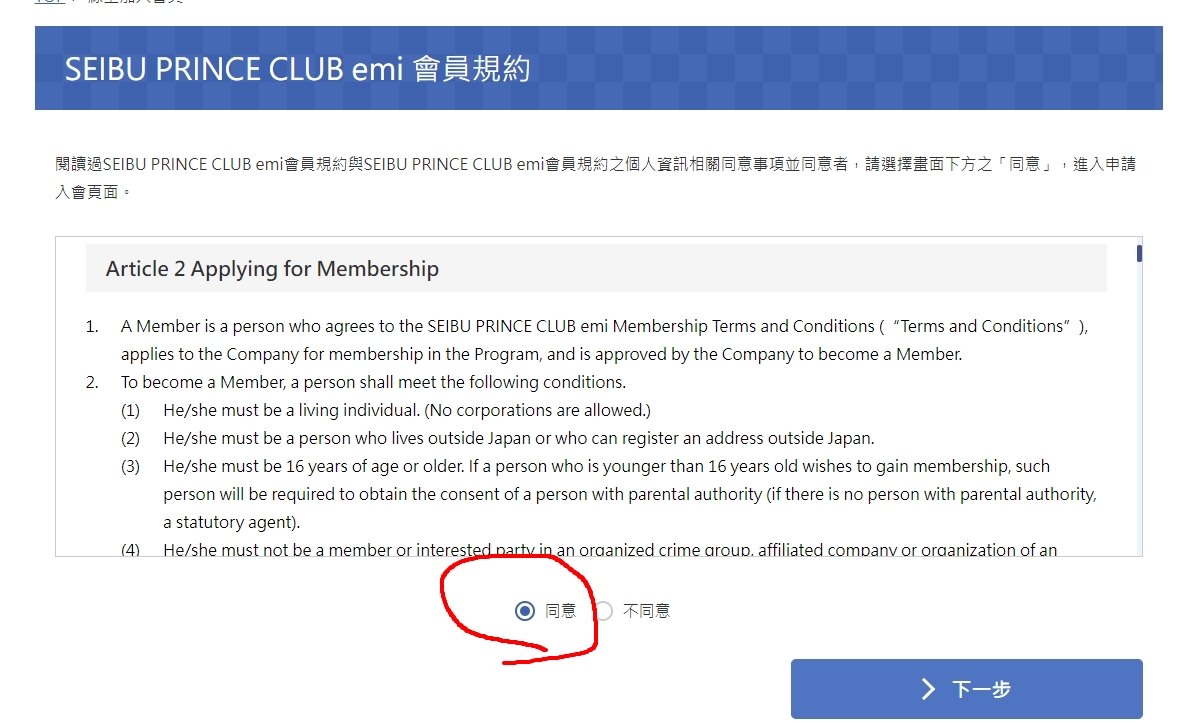 SEIBU PRINCE CLUB emi 會員規約
閱讀過SEIBU PRINCE CLUB emi會員規約與SEIBU PRINCE CLUB emi會員規約之個人資訊相關同意事項並同意者，請選擇畫面下方之「同意」，進入申請
入會頁面。
Article 2 Applying for Membership
1. A Member is a person who agrees to the SEIBU PRINCE CLUB emi Membership Terms and Conditions ( “Terms and Conditions” ),
applies to the Company for membership in the Program, and is approved by the Company to become a Member.
2. To become a Member, a person shall meet the following conditions.
(1) He/she must be a living individual. (No corporations are allowed.)
(2) He/she must be a person who lives outside Japan or who can register an address outside Japan.
(3) He/she must be 16 years of age or older. If a person who is younger than 16 years old wishes to gain membership, such
person will be required to obtain the consent of a person with parental authority (if there is no person with parental authority,
a statutory agent).
(4) He/she must not be a member or interested party in an organized crime group, affiliated company or organization of an
同意 不同意
下一步